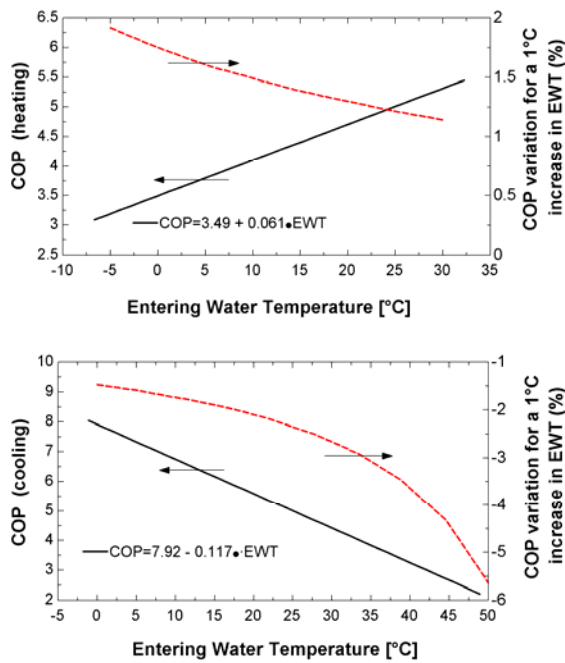 COP (heating)
6.5
6
5.5
5
4.5
4
3.5
3
2.5
2
1.5
1
0.5
0
COP variation for a 1°C
increase in EWT (%)
COP=3.49 + 0.061•EWT
-10 -5 0 5 10 15 20 25 30 35
Entering Water Temperature [°C]
COP (cooling)
10
9
8
7
6
5
4
3
2
-1
-2
-3
-4
-5
-6
COP variation for a 1°C
increase in EWT (%)
COP=7.92 - 0.117•·EWT
-5 0 5 10 15 20 25 30 35 40 45 50
Entering Water Temperature [°C]